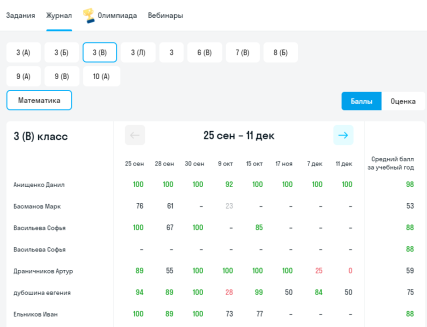 Задания Журнал Олимпиада Вебинары
3 (А) 3 (Б) 3 (В) 3 (Л) 3 6 (В) 7 (В) 8 (Б)
9 (А) 9 (В) 10 (А)
Математика Баллы Оценка
3 (В) класс 25 сен – 11 дек
25 сен 28 сен 30 сен 9 окт 15 окт 17 ноя 7 дек 11 дек Средний балл
за учебный год
Анищенко Данил 100 100 100 92 100 100 100 100 98
Басманов Марк 76 61 – 23 – – – – 53
Васильева Софья 100 67 100 – 85 – – – 88
Васильева Софья – – – – – – – – 88
Драничников Артур 89 55 100 100 100 100 25 0 59
дубошина евгения 94 89 100 28 99 50 84 50 75
Ельников Иван 100 89 100 73 77 – – – 88